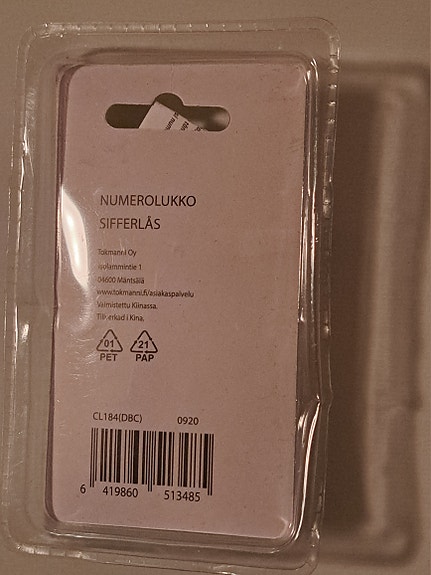 NUMEROLUKKO
SIFFERLÅS
Tokmanni Oy
Isolammintie 1
04600 Mäntsälä
www.tokmanni.fi/asiakaspalvelu
Valmistettu Kiinassa.
Tillverkad i Kina.
01 21
PET PAP
CL184(DBC) 0920
6 419860 513485